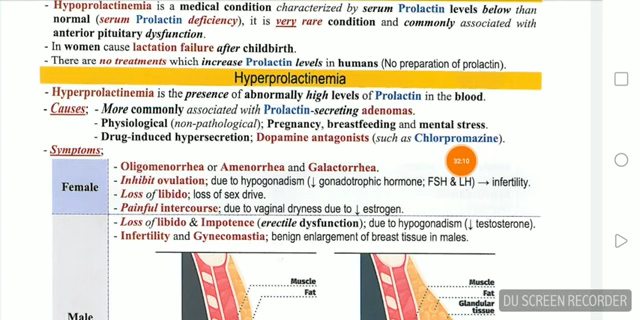 - Hypoprolactinemia is a medical condition characterized by serum Prolactin levels below than
normal (serum Prolactin deficiency), it is very rare condition and commonly associated with
anterior pituitary dysfunction.
- In women cause lactation failure after childbirth.
- There are no treatments which increase Prolactin levels in humans (No preparation of prolactin).
Hyperprolactinemia
- Hyperprolactinemia is the presence of abnormally high levels of Prolactin in the blood.
- Causes; - More commonly associated with Prolactin-secreting adenomas.
- Physiological (non-pathological); Pregnancy, breastfeeding and mental stress.
- Drug-induced hypersecretion; Dopamine antagonists (such as Chlorpromazine).
- Symptoms;
32:10
Female
- Oligomenorrhea or Amenorrhea and Galactorrhea.
- Inhibit ovulation; due to hypogonadism (↓ gonadotrophic hormone; FSH & LH) → infertility.
- Loss of libido; loss of sex drive.
- Painful intercourse; due to vaginal dryness due to ↓ estrogen.
Male
- Loss of libido & Impotence (erectile dysfunction); due to hypogonadism (↓ testosterone).
- Infertility and Gynecomastia; benign enlargement of breast tissue in males.
Muscle
Fat
Muscle
Fat
Glandular
tissue
DU SCREEN RECORDER